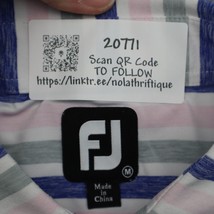 20771
Scan QR Code
TO FOLLOW
https://linktr.ee/nolathriftique
FJ
M
Made in
China